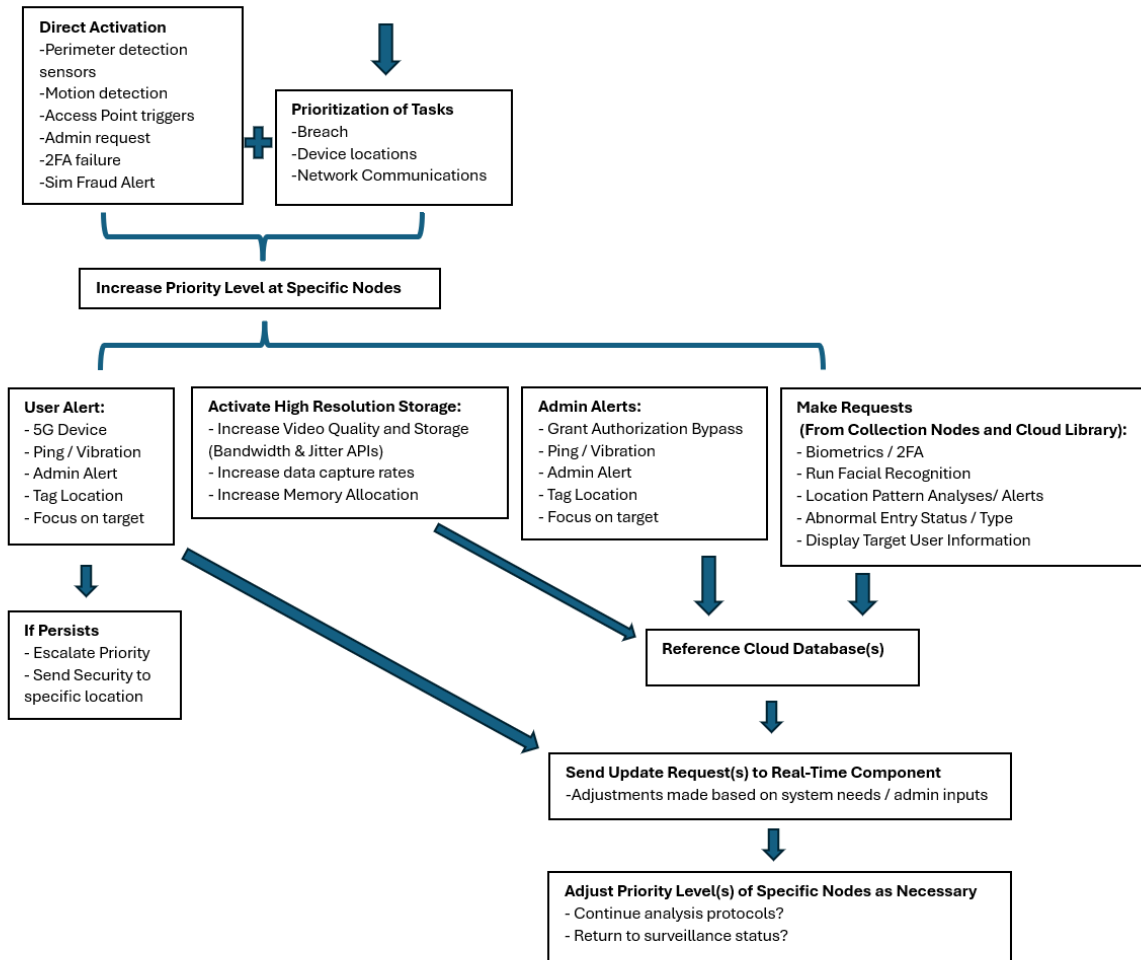 Direct Activation
-Perimeter detection
sensors
-Motion detection
-Access Point triggers
-Admin request
-2FA failure
-Sim Fraud Alert
Prioritization of Tasks
-Breach
-Device locations
-Network Communications
Increase Priority Level at Specific Nodes
User Alert:
- 5G Device
- Ping / Vibration
- Admin Alert
- Tag Location
- Focus on target
Activate High Resolution Storage:
- Increase Video Quality and Storage
(Bandwidth & Jitter APIs)
- Increase data capture rates
- Increase Memory Allocation
Admin Alerts:
- Grant Authorization Bypass
- Ping / Vibration
- Admin Alert
- Tag Location
- Focus on target
Make Requests
(From Collection Nodes and Cloud Library):
- Biometrics / 2FA
- Run Facial Recognition
- Location Pattern Analyses/ Alerts
- Abnormal Entry Status / Type
- Display Target User Information
If Persists
- Escalate Priority
- Send Security to
specific location
Reference Cloud Database(s)
Send Update Request(s) to Real-Time Component
-Adjustments made based on system needs / admin inputs
Adjust Priority Level(s) of Specific Nodes as Necessary
- Continue analysis protocols?
- Return to surveillance status?